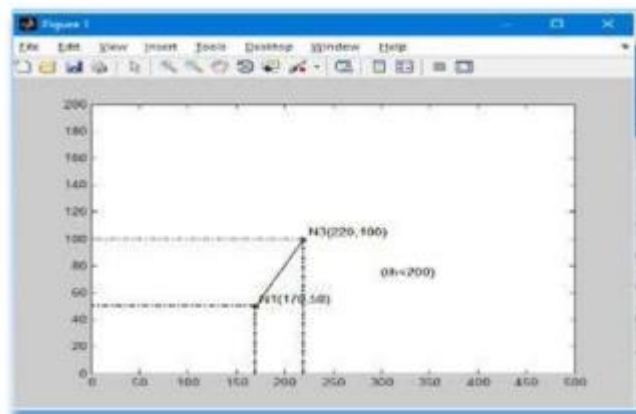 Figure 1
File Edit View Insert Tools Desktop Window Help
200
180
160
140
120
100
80
60
40
20
0
N3(220,100)
(th<200)
N1(170,50)
0 50 100 150 200 250 300 350 400 450 500